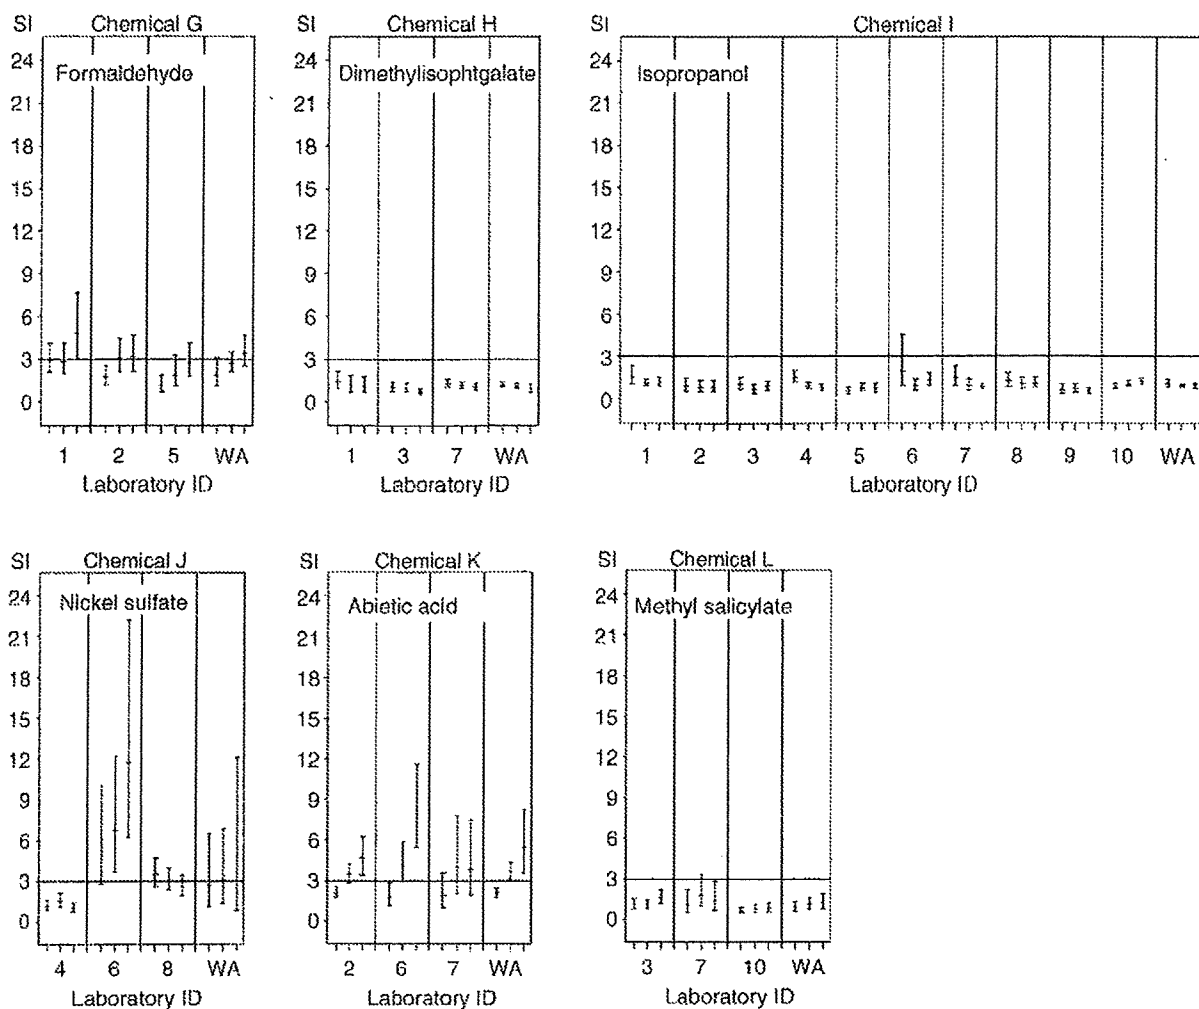 SI Chemical G
24
Formaldehyde
21
18
15
12
9
6
3
0
1 2 5 WA
Laboratory ID
SI Chemical H
24
Dimethylisophtgalate
21
18
15
12
9
6
3
0
1 3 7 WA
Laboratory ID
SI Chemical I
24
Isopropanol
21
18
15
12
9
6
3
0
1 2 3 4 5 6 7 8 9 10 WA
Laboratory ID
SI Chemical J
24
Nickel sulfate
21
18
15
12
9
6
3
0
4 6 8 WA
Laboratory ID
SI Chemical K
24
Abietic acid
21
18
15
12
9
6
3
0
2 6 7 WA
Laboratory ID
SI Chemical L
24
Methyl salicylate
21
18
15
12
9
6
3
0
3 7 10 WA
Laboratory ID